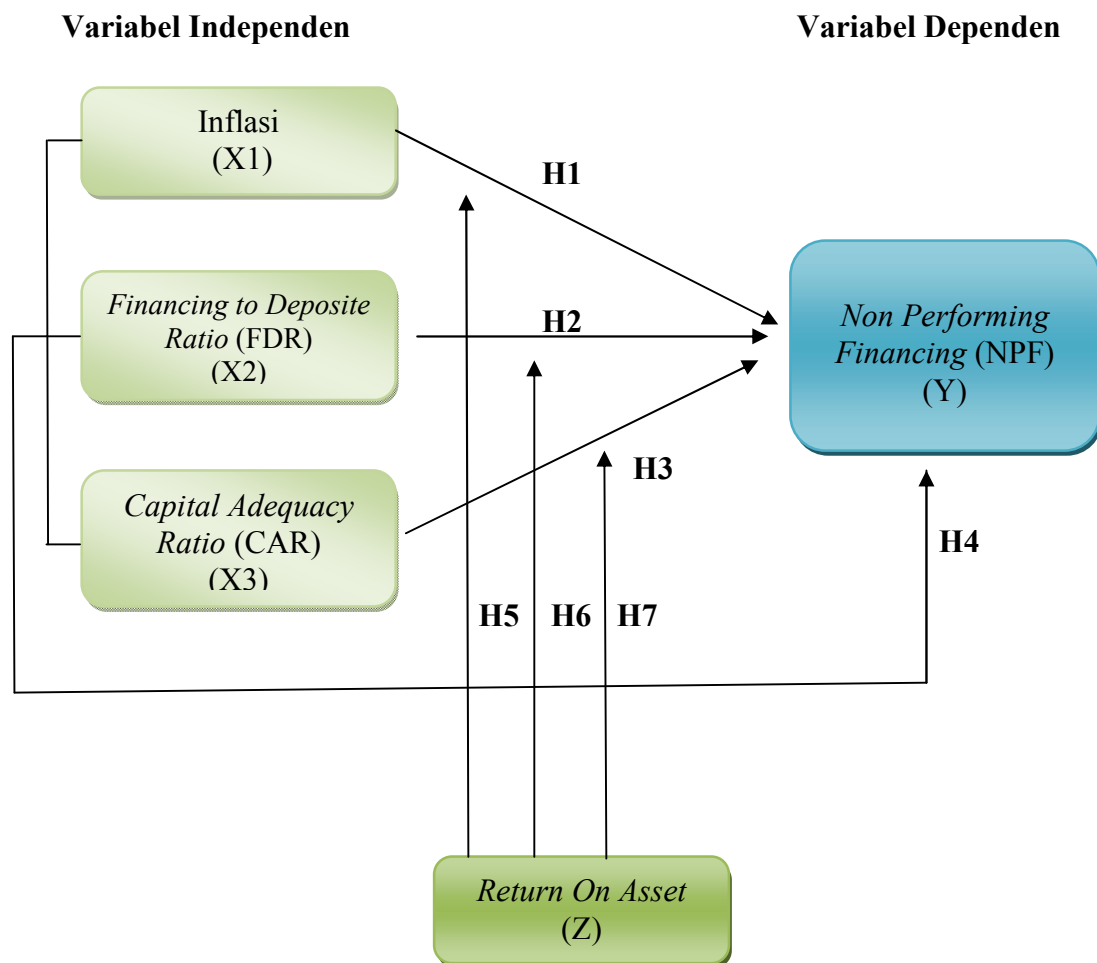 Variabel Independen
Variabel Dependen
Inflasi
(X1)
H1
Financing to Deposite
Ratio (FDR)
(X2)
H2
Non Performing
Financing (NPF)
(Y)
Capital Adequacy
Ratio (CAR)
(X3)
H3
H4
H5
H6
H7
Return On Asset
(Z)